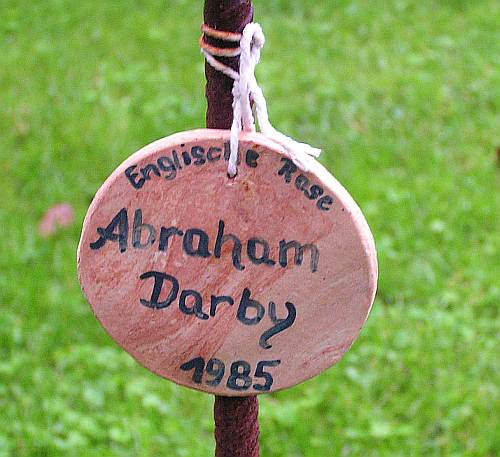 Englische Rose
Abraham
Darby
1985